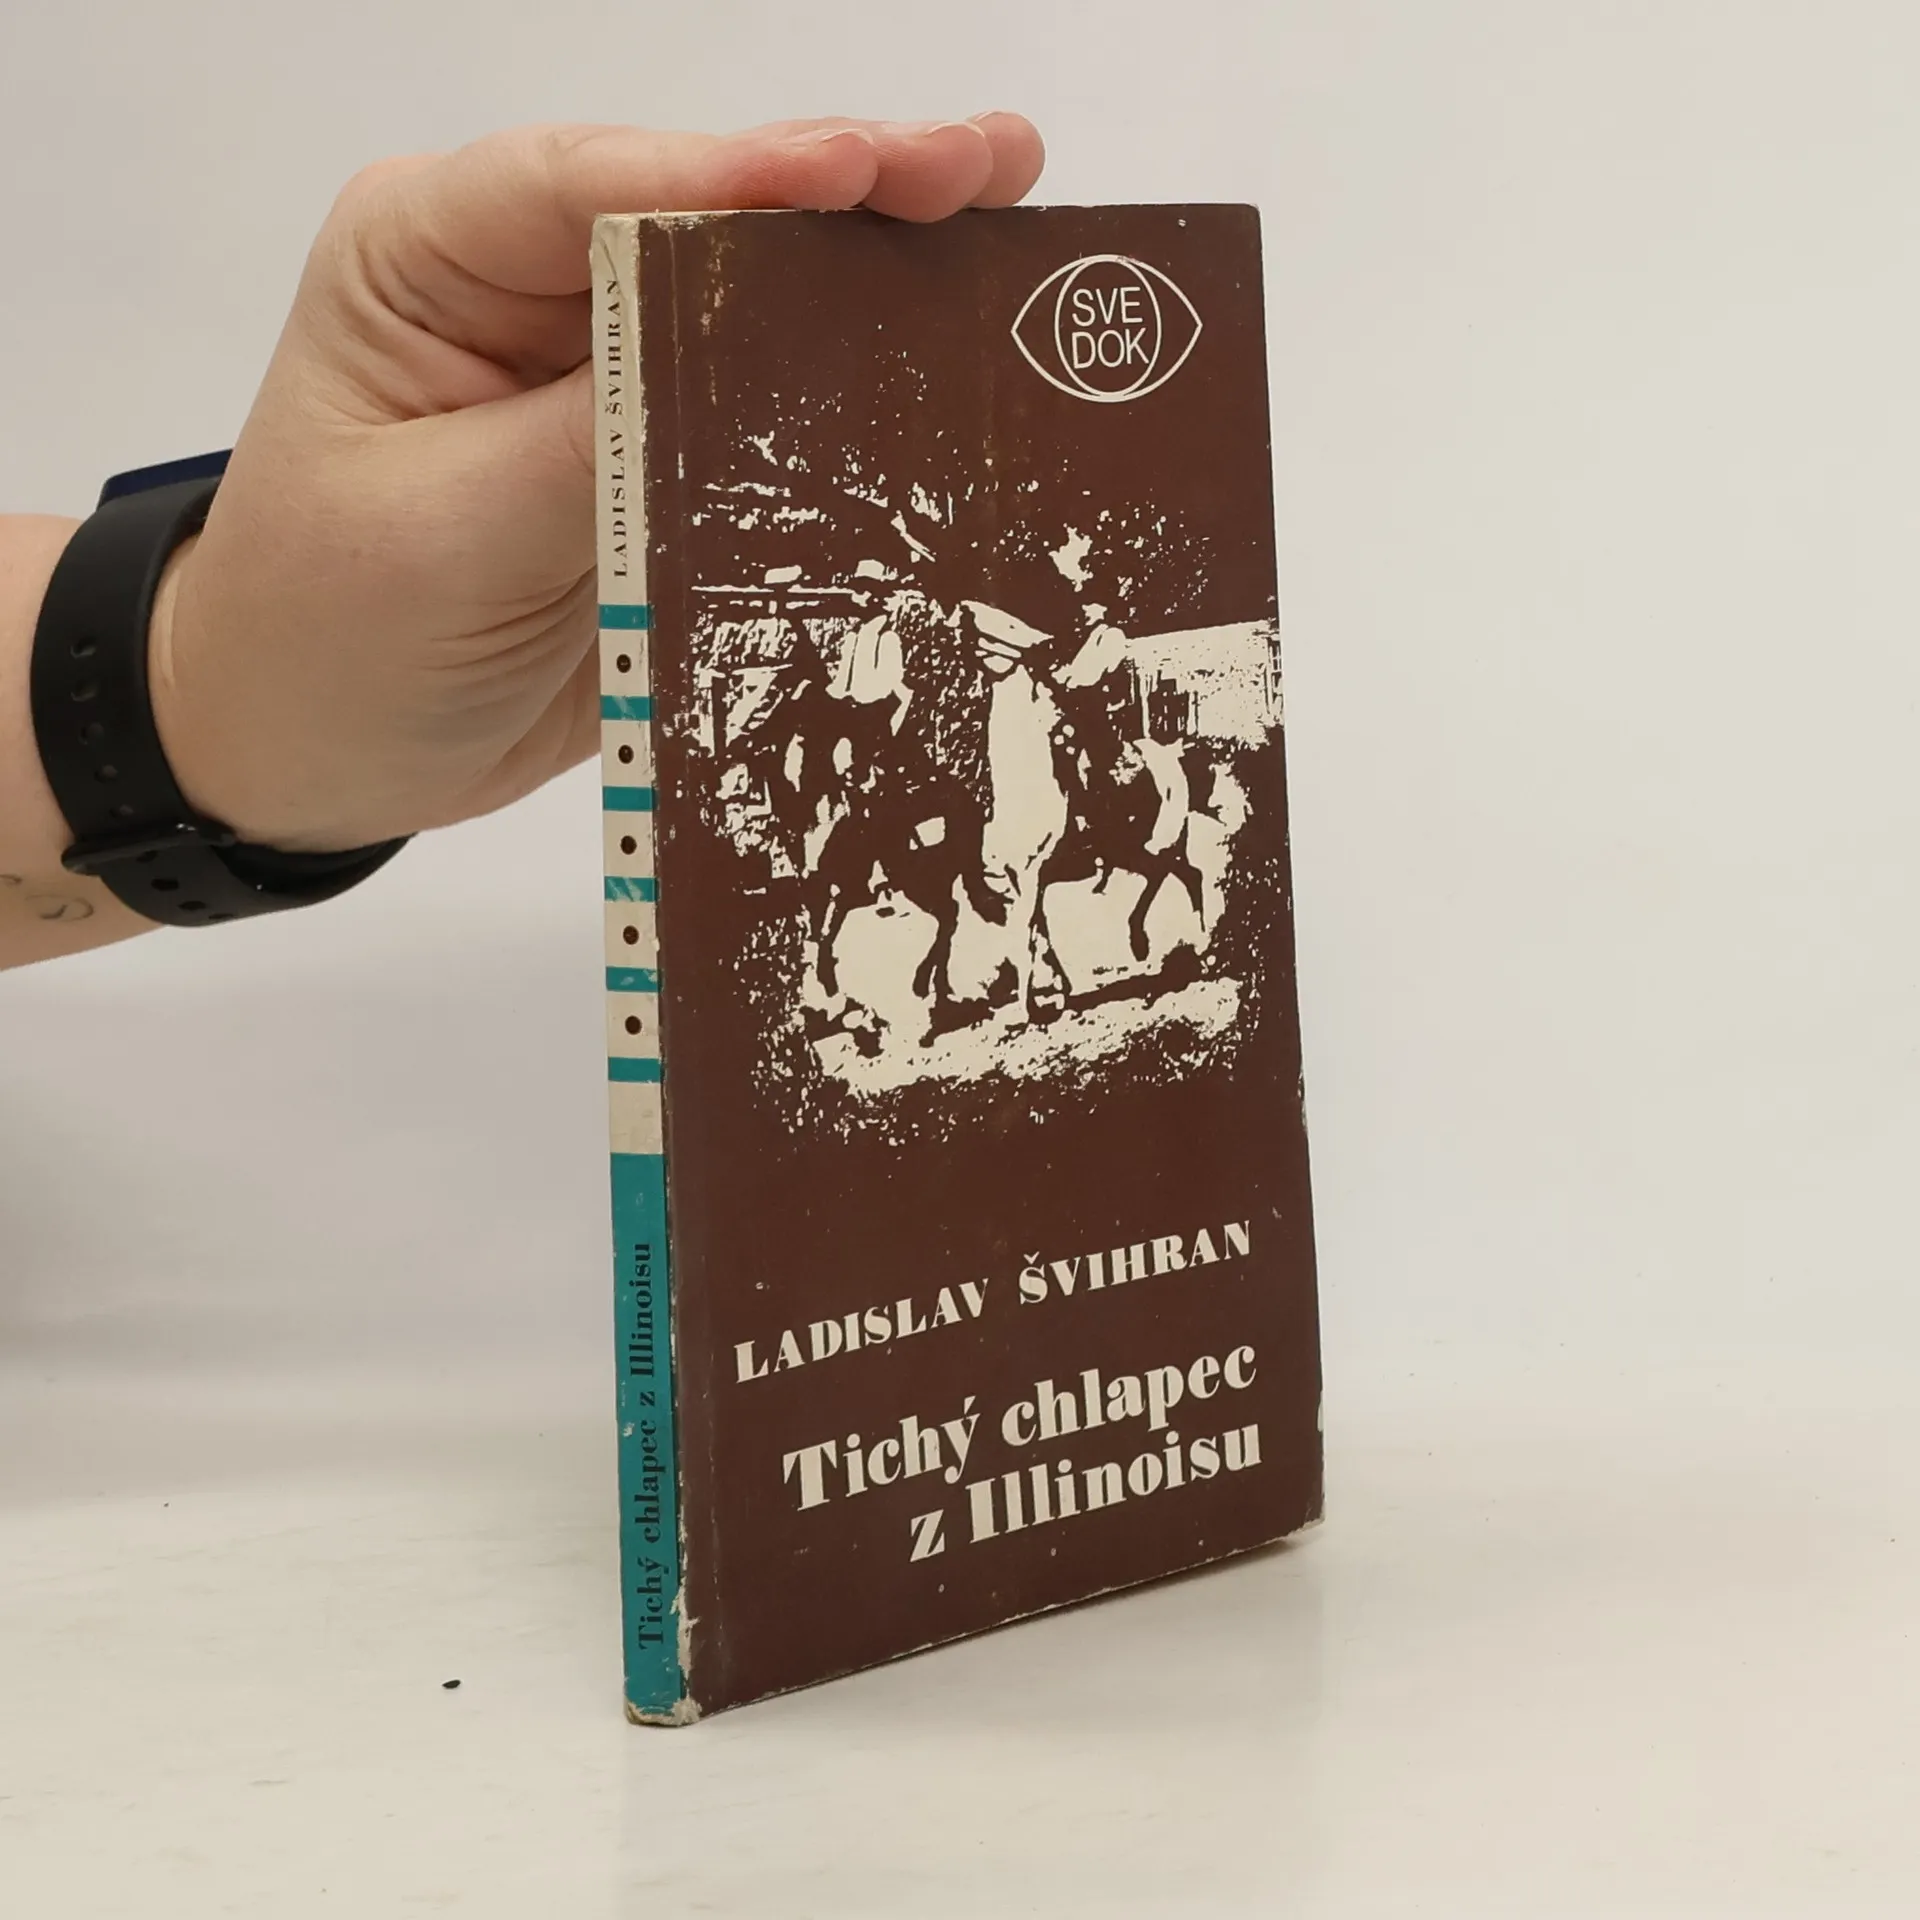 LADISLAV ŠVIHRAN
Tichý chlapec z Illinoisu
SVE
DOK
LADISLAV ŠVIHRAN
Tichý chlapec
z Illinoisu